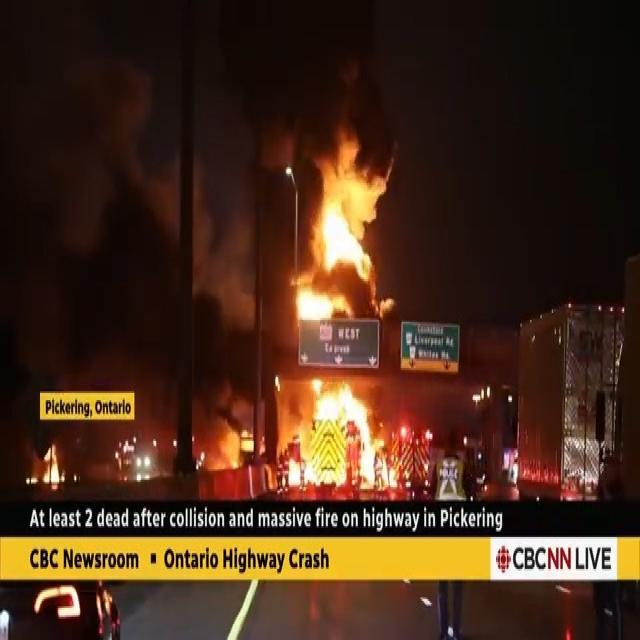 WEST
Express
Collectors
Liverpool Rd.
Whites Rd.
Pickering, Ontario
At least 2 dead after collision and massive fire on highway in Pickering
CBC Newsroom ▪ Ontario Highway Crash
CBCNN LIVE